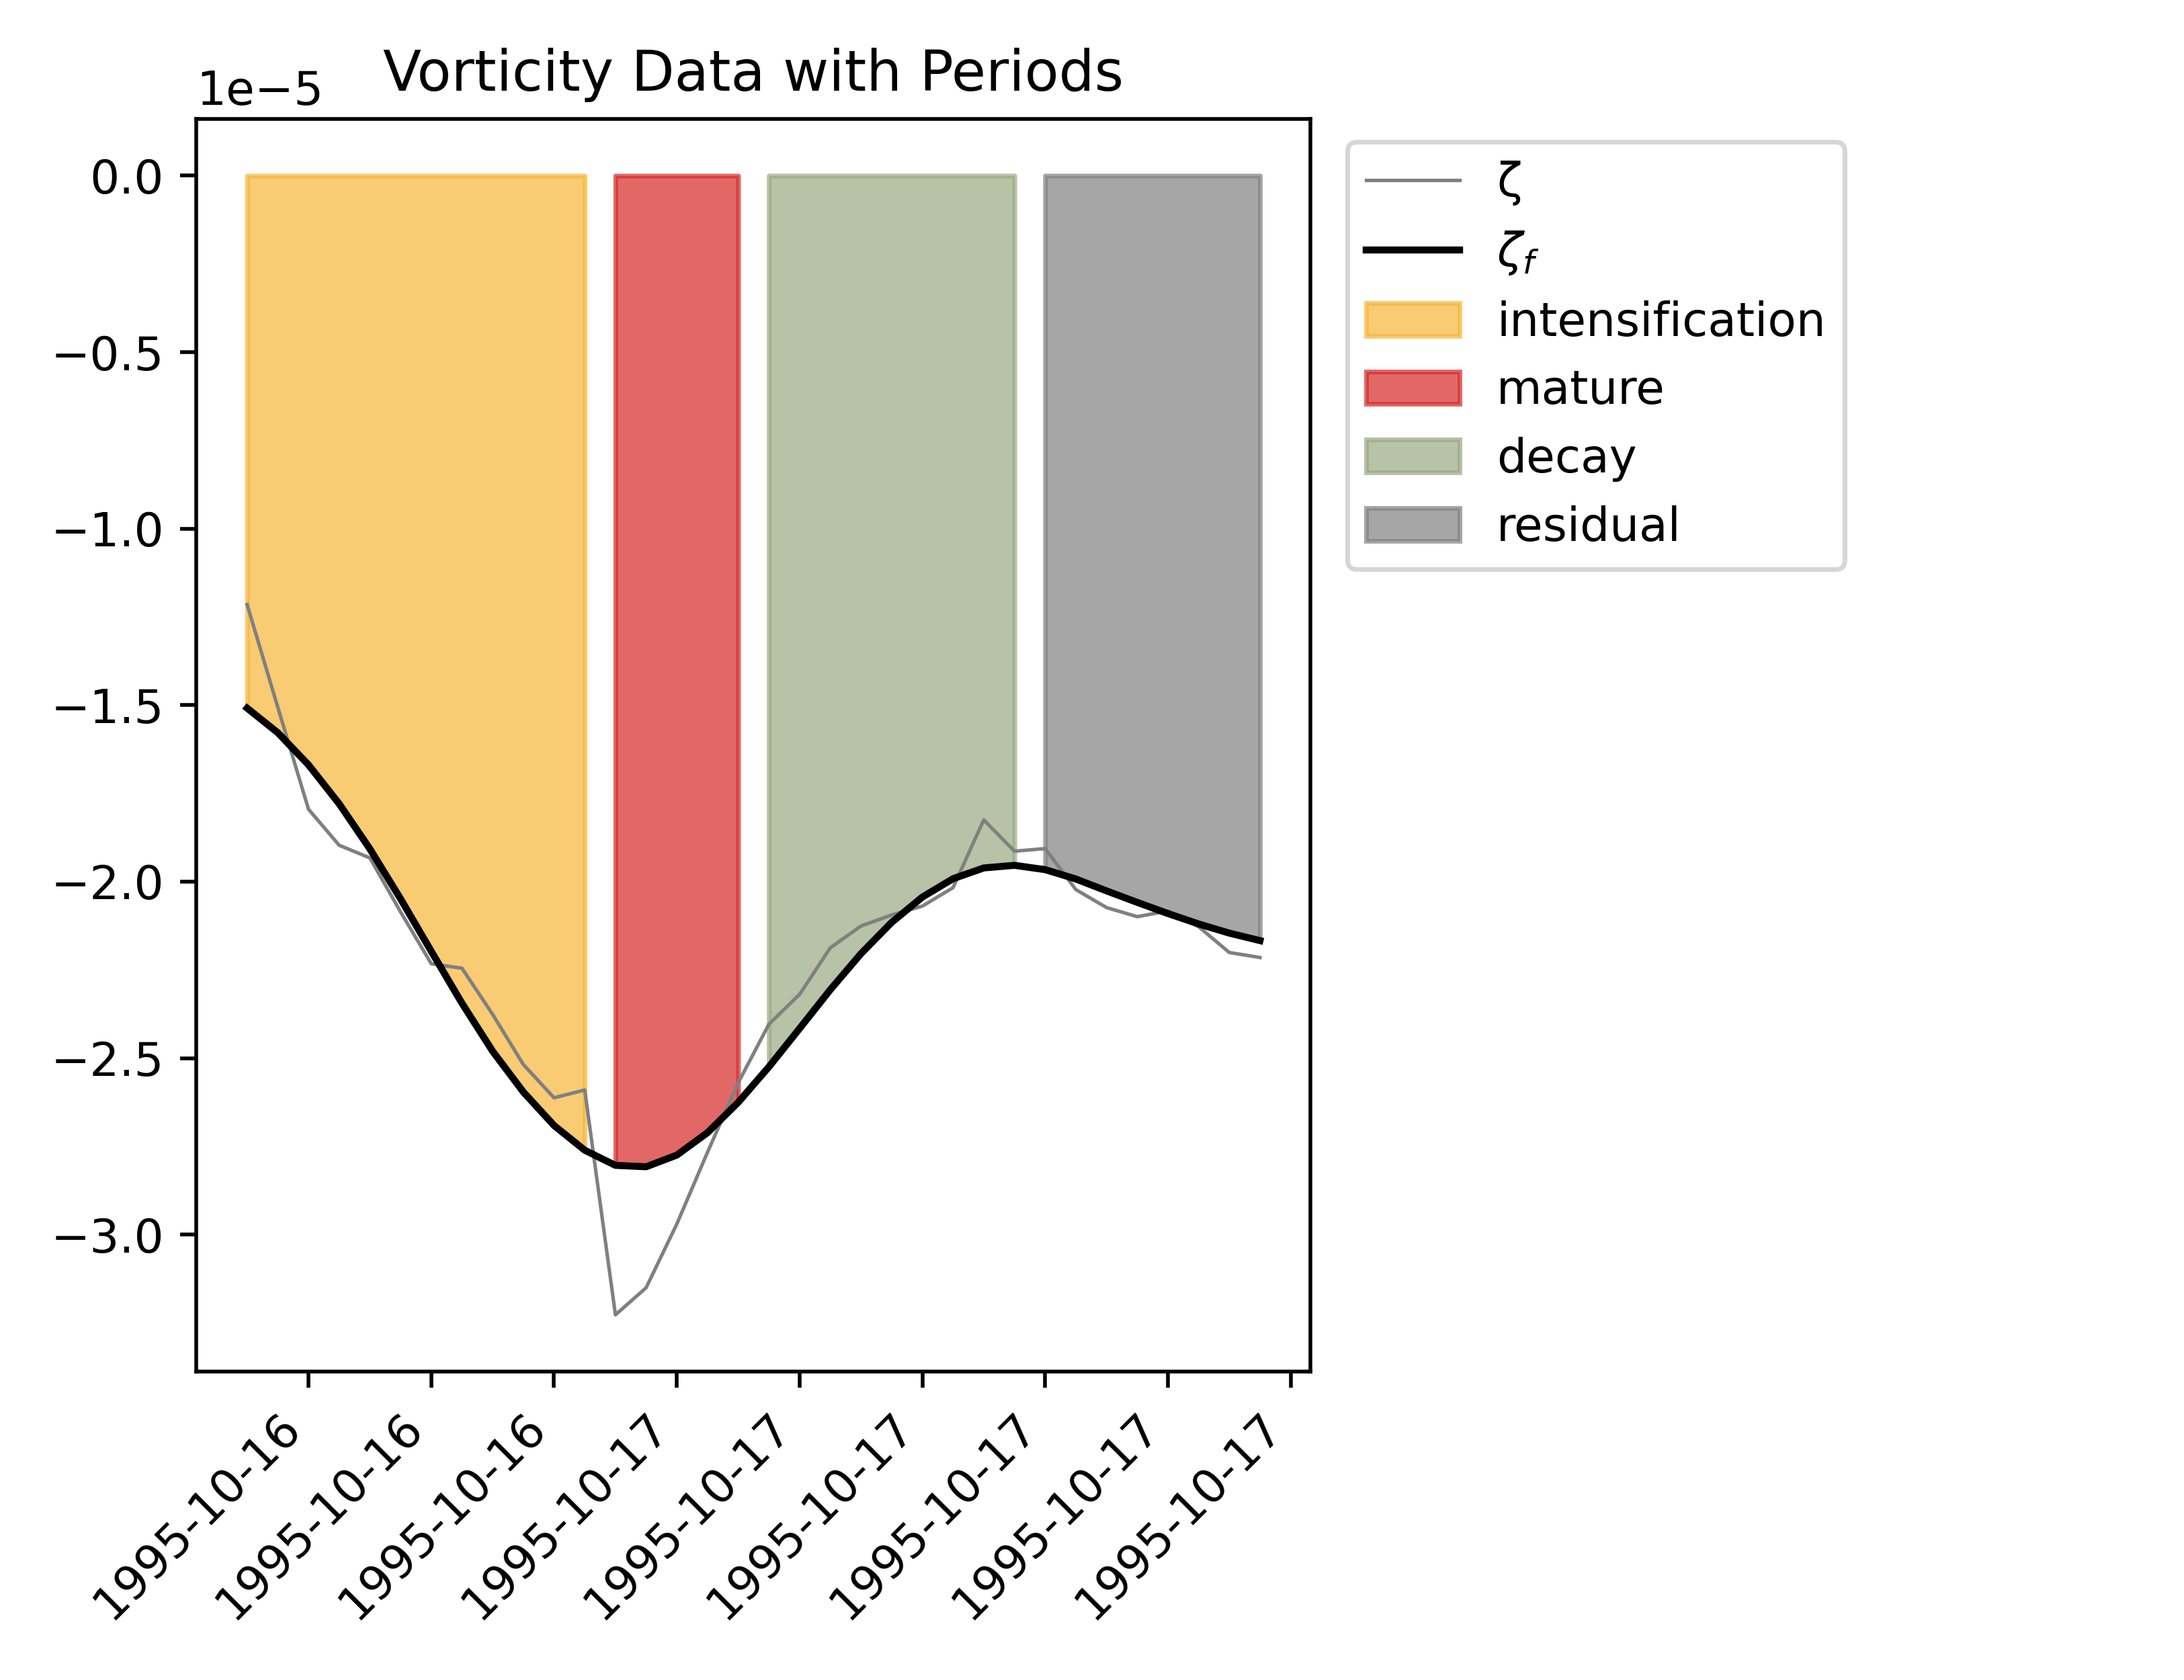 Vorticity Data with Periods
1e−5
0.0
−0.5
−1.0
−1.5
−2.0
−2.5
−3.0
1995-10-16
1995-10-16
1995-10-16
1995-10-17
1995-10-17
1995-10-17
1995-10-17
1995-10-17
1995-10-17
ζ
ζf
intensification
mature
decay
residual